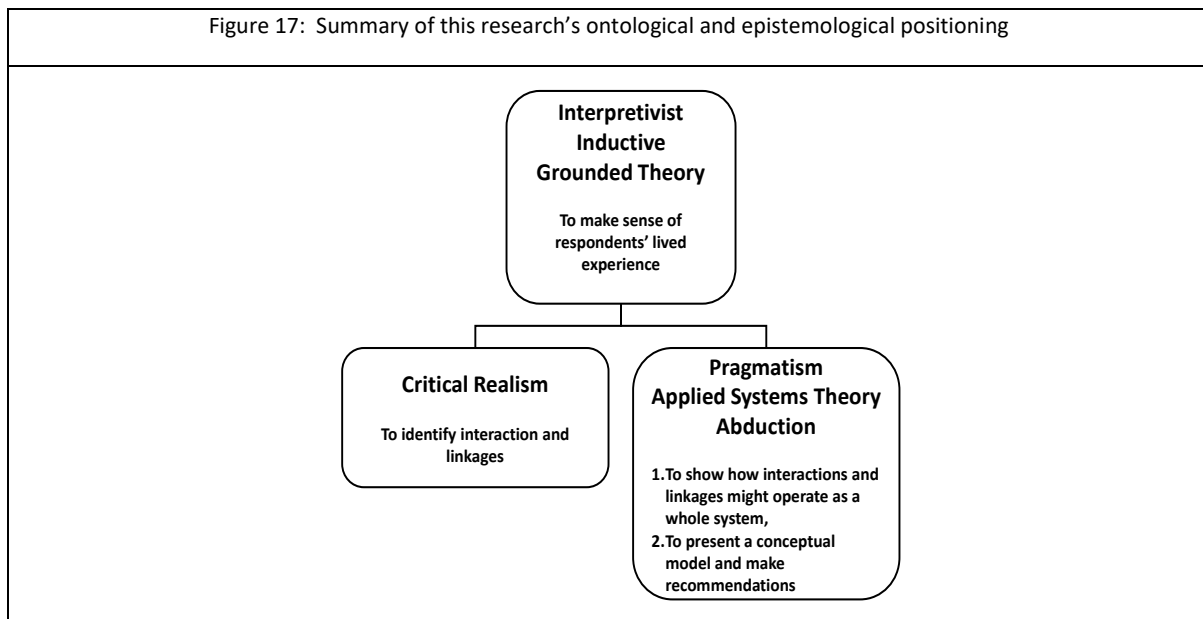 Figure 17:  Summary of this research’s ontological and epistemological positioning
Interpretivist
Inductive
Grounded Theory
To make sense of
respondents’ lived
experience
Critical Realism
To identify interaction and
linkages
Pragmatism
Applied Systems Theory
Abduction
1.To show how interactions and
linkages might operate as a
whole system,
2.To present a conceptual
model and make
recommendations